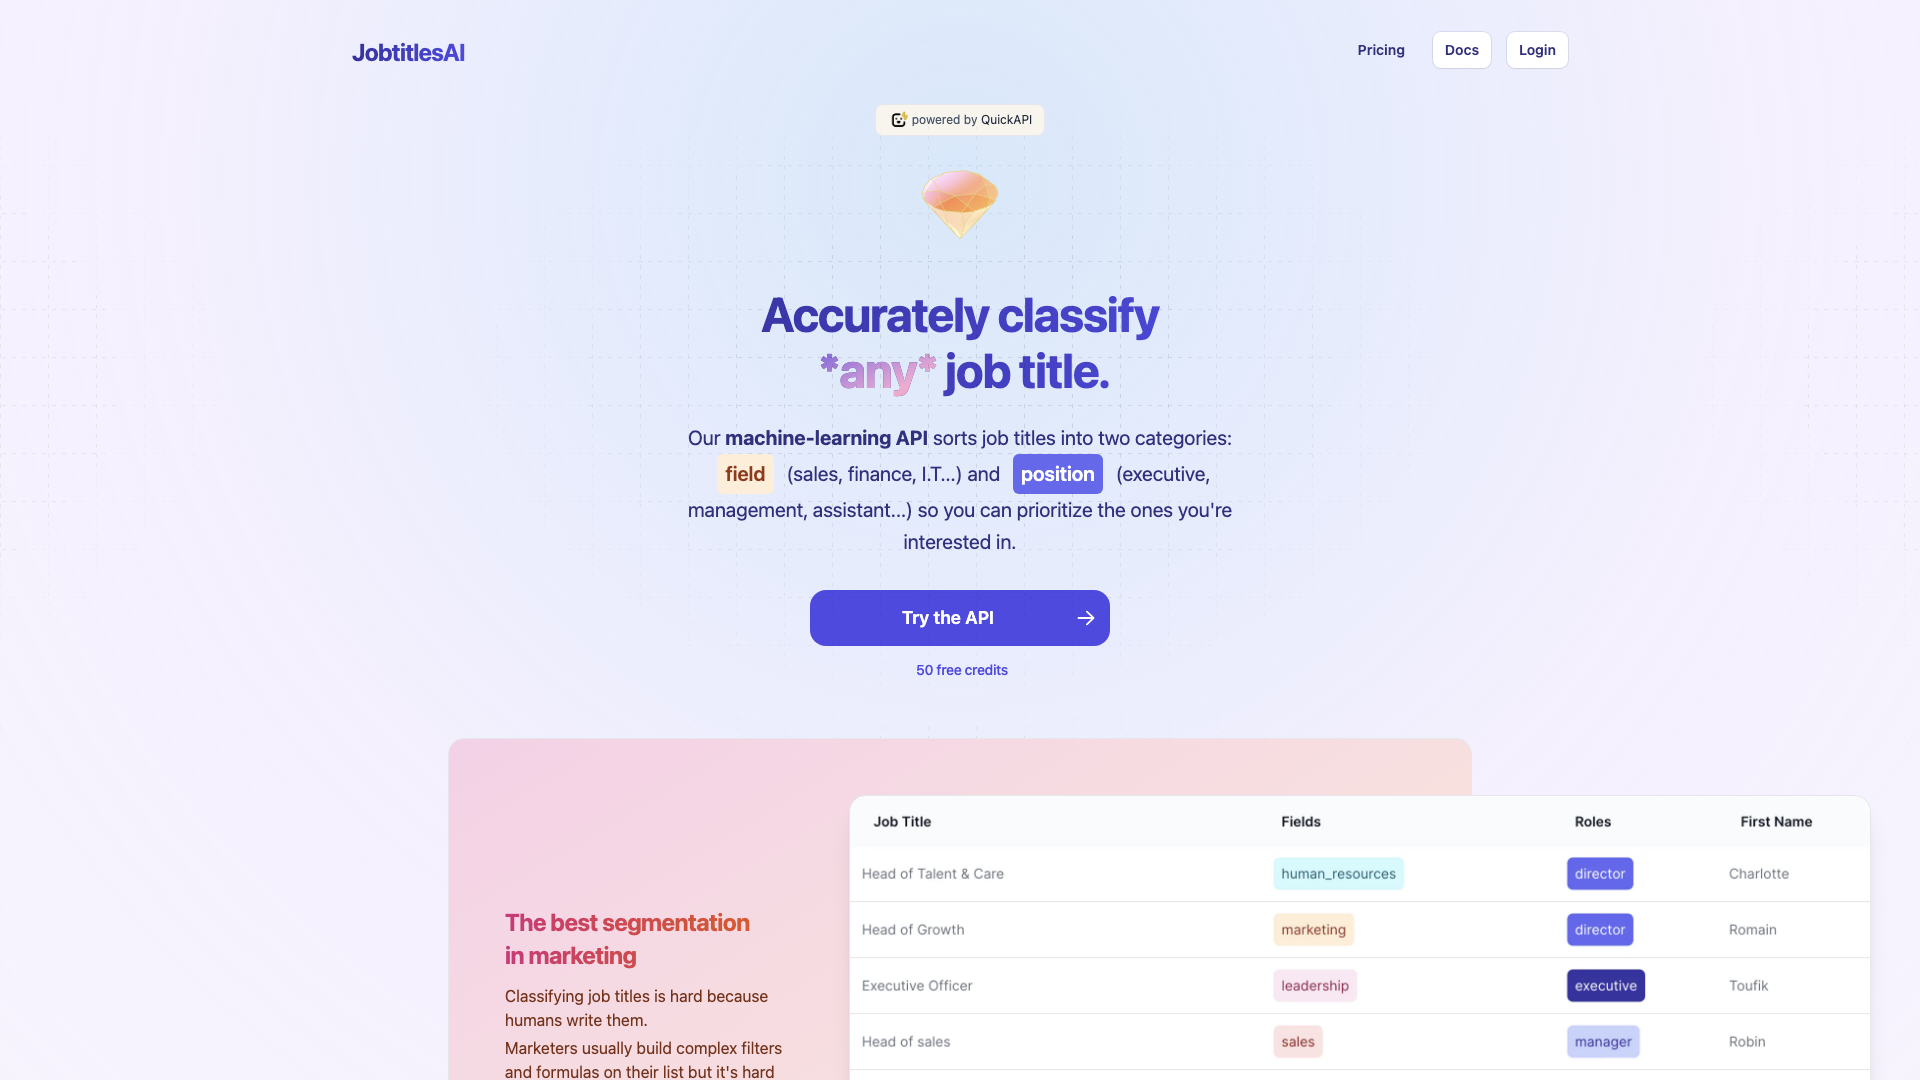 JobtitlesAI
Pricing
Docs
Login
powered by QuickAPI
Accurately classify
*any* job title.
Our machine-learning API sorts job titles into two categories:
field (sales, finance, I.T...) and position (executive,
management, assistant...) so you can prioritize the ones you're
interested in.
Try the API
50 free credits
The best segmentation
in marketing
Classifying job titles is hard because
humans write them.
Marketers usually build complex filters
and formulas on their list but it's hard
Job Title Fields Roles First Name
Head of Talent & Care human_resources director Charlotte
Head of Growth marketing director Romain
Executive Officer leadership executive Toufik
Head of sales sales manager Robin